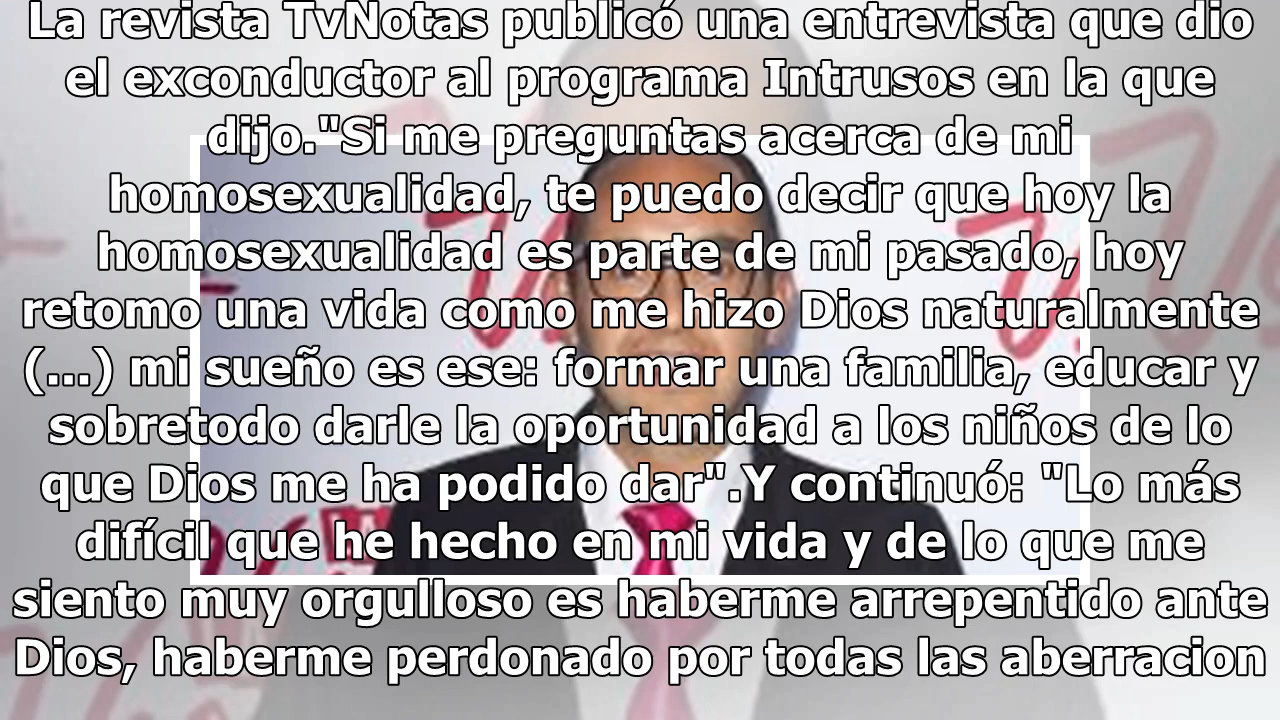 La revista TvNotas publicó una entrevista que dio
el exconductor al programa Intrusos en la que
dijo."Si me preguntas acerca de mi
homosexualidad, te puedo decir que hoy la
homosexualidad es parte de mi pasado, hoy
retomo una vida como me hizo Dios naturalmente
(...) mi sueño es ese: formar una familia, educar y
sobretodo darle la oportunidad a los niños de lo
que Dios me ha podido dar".Y continuó: "Lo más
difícil que he hecho en mi vida y de lo que me
siento muy orgulloso es haberme arrepentido ante
Dios, haberme perdonado por todas las aberracion